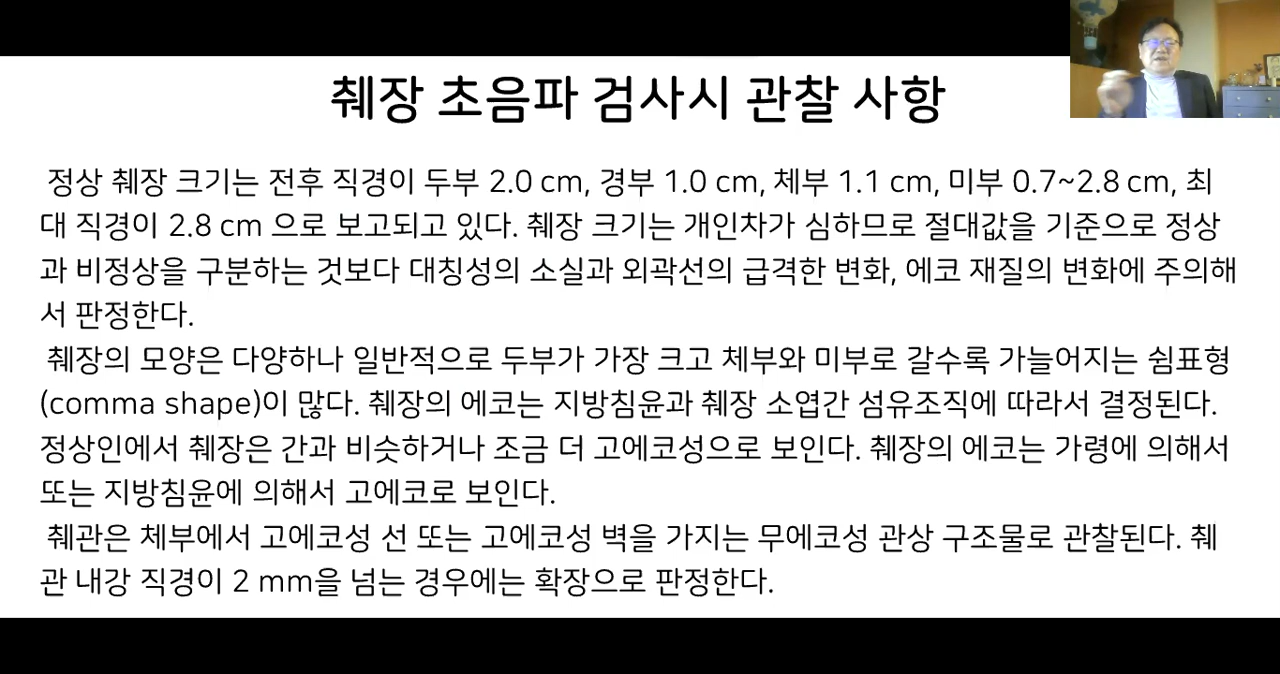 췌장 초음파 검사시 관찰 사항
정상 췌장 크기는 전후 직경이 두부 2.0 cm, 경부 1.0 cm, 체부 1.1 cm, 미부 0.7~2.8 cm, 최
대 직경이 2.8 cm 으로 보고되고 있다. 췌장 크기는 개인차가 심하므로 절대값을 기준으로 정상
과 비정상을 구분하는 것보다 대칭성의 소실과 외곽선의 급격한 변화, 에코 재질의 변화에 주의해
서 판정한다.
췌장의 모양은 다양하나 일반적으로 두부가 가장 크고 체부와 미부로 갈수록 가늘어지는 쉼표형
(comma shape)이 많다. 췌장의 에코는 지방침윤과 췌장 소엽간 섬유조직에 따라서 결정된다.
정상인에서 췌장은 간과 비슷하거나 조금 더 고에코성으로 보인다. 췌장의 에코는 가령에 의해서
또는 지방침윤에 의해서 고에코로 보인다.
췌관은 체부에서 고에코성 선 또는 고에코성 벽을 가지는 무에코성 관상 구조물로 관찰된다. 췌
관 내강 직경이 2 mm을 넘는 경우에는 확장으로 판정한다.